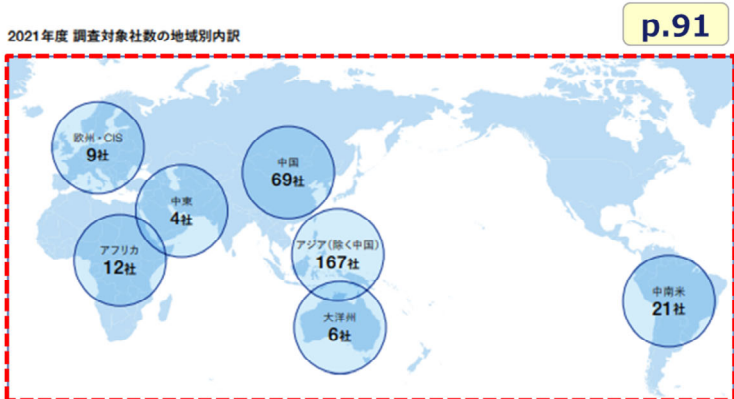 p.91
2021年度 調査対象社数の地域別内訳
欧州・CIS
9社
中国
69社
中東
4社
アフリカ
12社
アジア(除く中国)
167社
大洋州
6社
中南米
21社